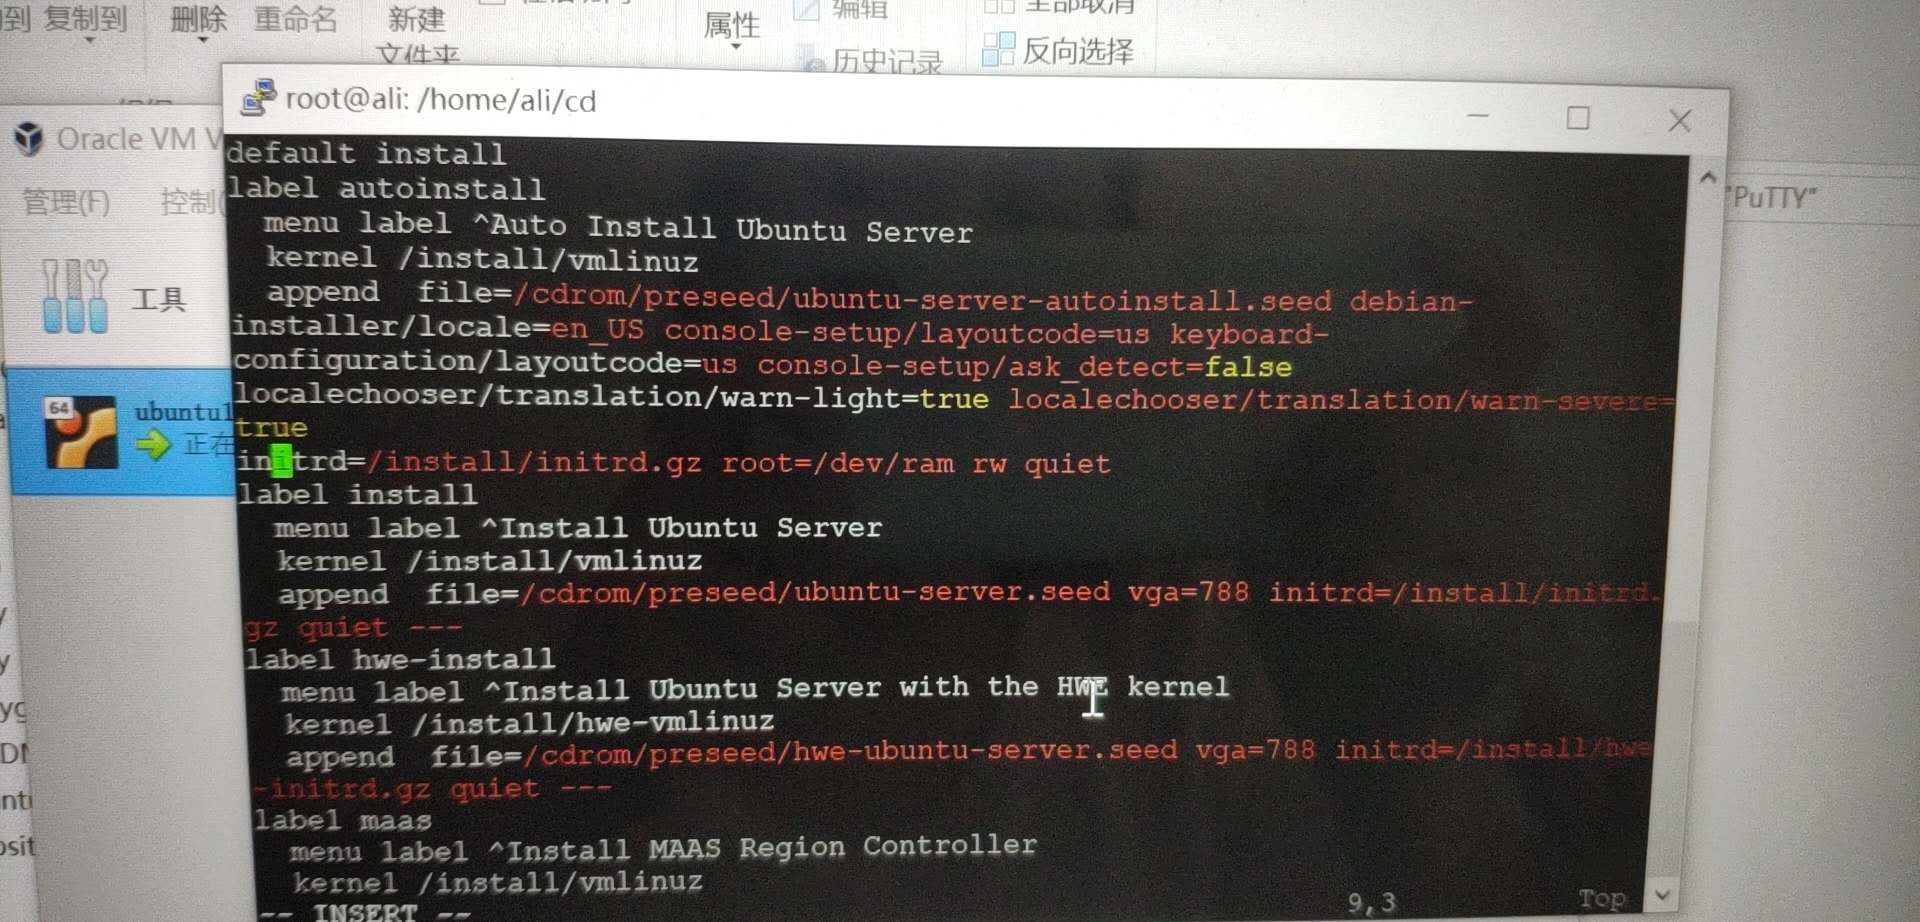 到 复制到 删除 重命名 新建
文件夹
属性
编辑
历史记录
反向选择
root@ali: /home/ali/cd
Oracle VM V
管理(F) 控制(
工具
64
ubuntu1
正在
"PuTTY"
default install
label autoinstall
menu label ^Auto Install Ubuntu Server
kernel /install/vmlinuz
append file=/cdrom/preseed/ubuntu-server-autoinstall.seed debian-
installer/locale=en_US console-setup/layoutcode=us keyboard-
configuration/layoutcode=us console-setup/ask_detect=false
localechooser/translation/warn-light=true localechooser/translation/warn-severe=
true
initrd=/install/initrd.gz root=/dev/ram rw quiet
label install
menu label ^Install Ubuntu Server
kernel /install/vmlinuz
append file=/cdrom/preseed/ubuntu-server.seed vga=788 initrd=/install/initrd.
gz quiet ---
label hwe-install
menu label ^Install Ubuntu Server with the HWE kernel
kernel /install/hwe-vmlinuz
append file=/cdrom/preseed/hwe-ubuntu-server.seed vga=788 initrd=/install/hwe
-initrd.gz quiet ---
label maas
menu label ^Install MAAS Region Controller
kernel /install/vmlinuz
-- INSERT -- 9,3 Top